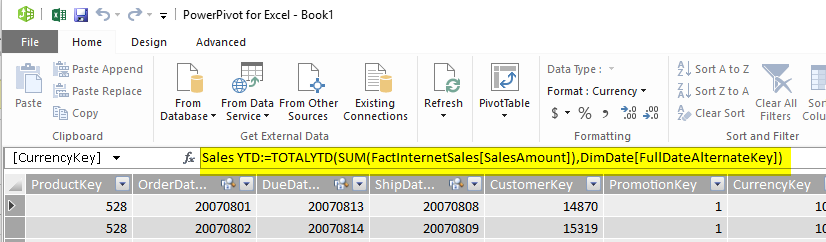 PowerPivot for Excel - Book1
File Home Design Advanced
Paste
Paste Append
Paste Replace
Copy
Clipboard
From Database
From Data Service
From Other Sources
Existing Connections
Get External Data
Refresh
PivotTable
Data Type :
Format : Currency
$ % , .00 .0
Formatting
Sort A to Z
Sort Z to A
Clear Sort
Clear All Filters
Sort and Filter
[CurrencyKey] fx Sales YTD:=TOTALYTD(SUM(FactInternetSales[SalesAmount]),DimDate[FullDateAlternateKey])
ProductKey OrderDat... DueDat... ShipDat... CustomerKey PromotionKey CurrencyKey
528 20070801 20070813 20070808 14870 1
528 20070802 20070814 20070809 15319 1